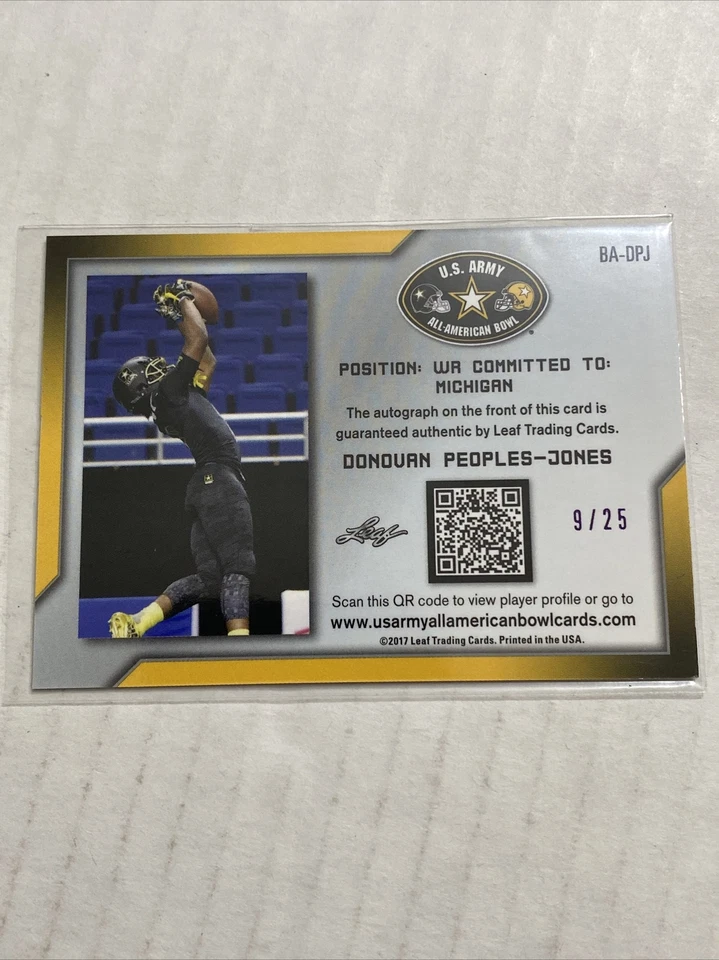 BA-DPJ
U.S. ARMY
ALL-AMERICAN BOWL
POSITION: WR COMMITTED TO:
MICHIGAN
The autograph on the front of this card is
guaranteed authentic by Leaf Trading Cards.
DONOVAN PEOPLES-JONES
Leaf
9/25
Scan this QR code to view player profile or go to
www.usarmyallamericanbowlcards.com
©2017 Leaf Trading Cards. Printed in the USA.